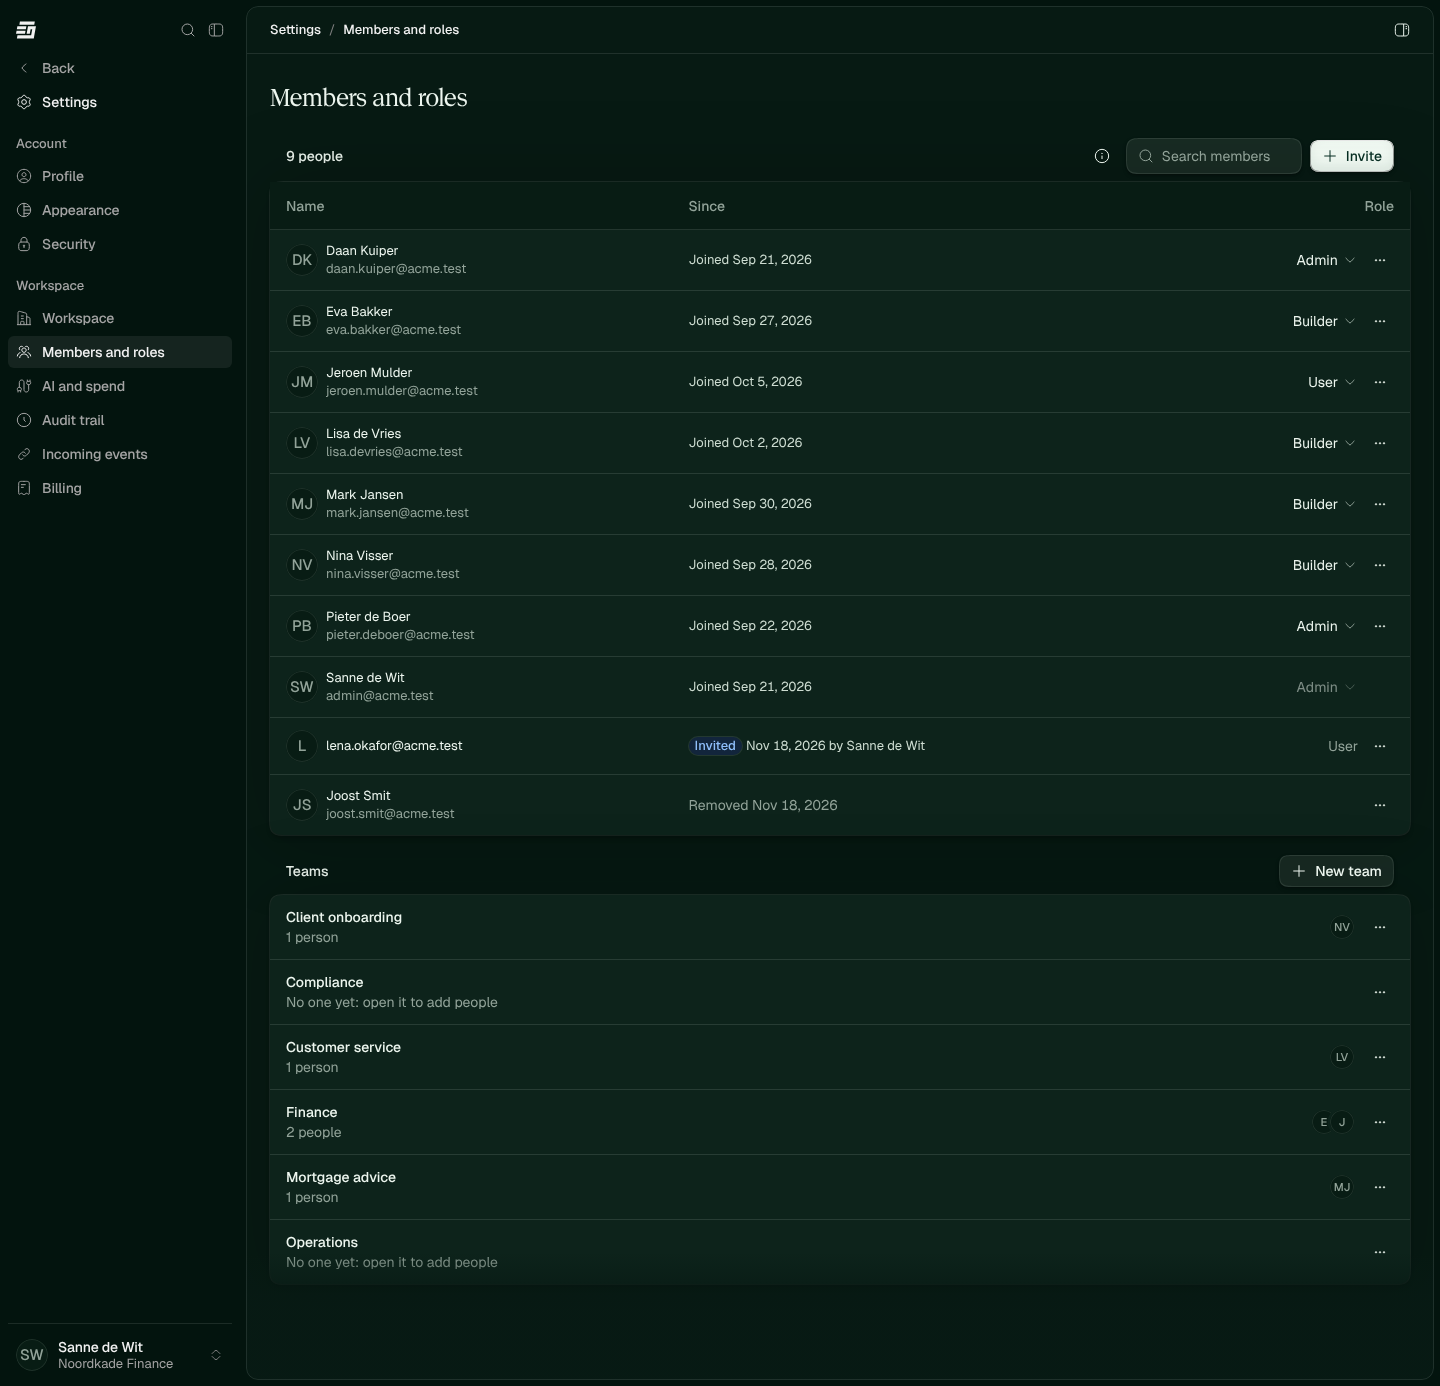 Settings / Members and roles
Back
Settings
Account
Profile
Appearance
Security
Workspace
Workspace
Members and roles
AI and spend
Audit trail
Incoming events
Billing
SW
Sanne de Wit
Noordkade Finance
Members and roles
9 people
Search members
Invite
Name Since Role
DK
Daan Kuiper
daan.kuiper@acme.test
Joined Sep 21, 2026
Admin
EB
Eva Bakker
eva.bakker@acme.test
Joined Sep 27, 2026
Builder
JM
Jeroen Mulder
jeroen.mulder@acme.test
Joined Oct 5, 2026
User
LV
Lisa de Vries
lisa.devries@acme.test
Joined Oct 2, 2026
Builder
MJ
Mark Jansen
mark.jansen@acme.test
Joined Sep 30, 2026
Builder
NV
Nina Visser
nina.visser@acme.test
Joined Sep 28, 2026
Builder
PB
Pieter de Boer
pieter.deboer@acme.test
Joined Sep 22, 2026
Admin
SW
Sanne de Wit
admin@acme.test
Joined Sep 21, 2026
Admin
L
lena.okafor@acme.test
Invited Nov 18, 2026 by Sanne de Wit
User
JS
Joost Smit
joost.smit@acme.test
Removed Nov 18, 2026
Teams
New team
Client onboarding
1 person
NV
Compliance
No one yet: open it to add people
Customer service
1 person
LV
Finance
2 people
E J
Mortgage advice
1 person
MJ
Operations
No one yet: open it to add people